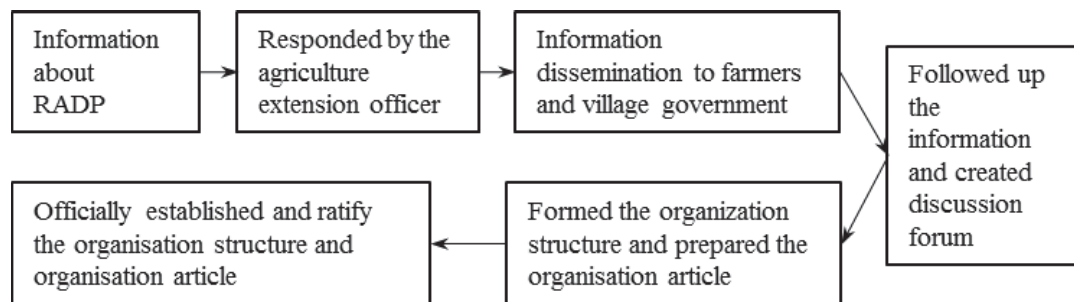 Information
about
RADP
Responded by the
agriculture
extension officer
Information
dissemination to farmers
and village government
Followed up
the
information
and created
discussion
forum
Formed the organization
structure and prepared the
organisation article
Officially established and ratify
the organisation structure and
organisation article